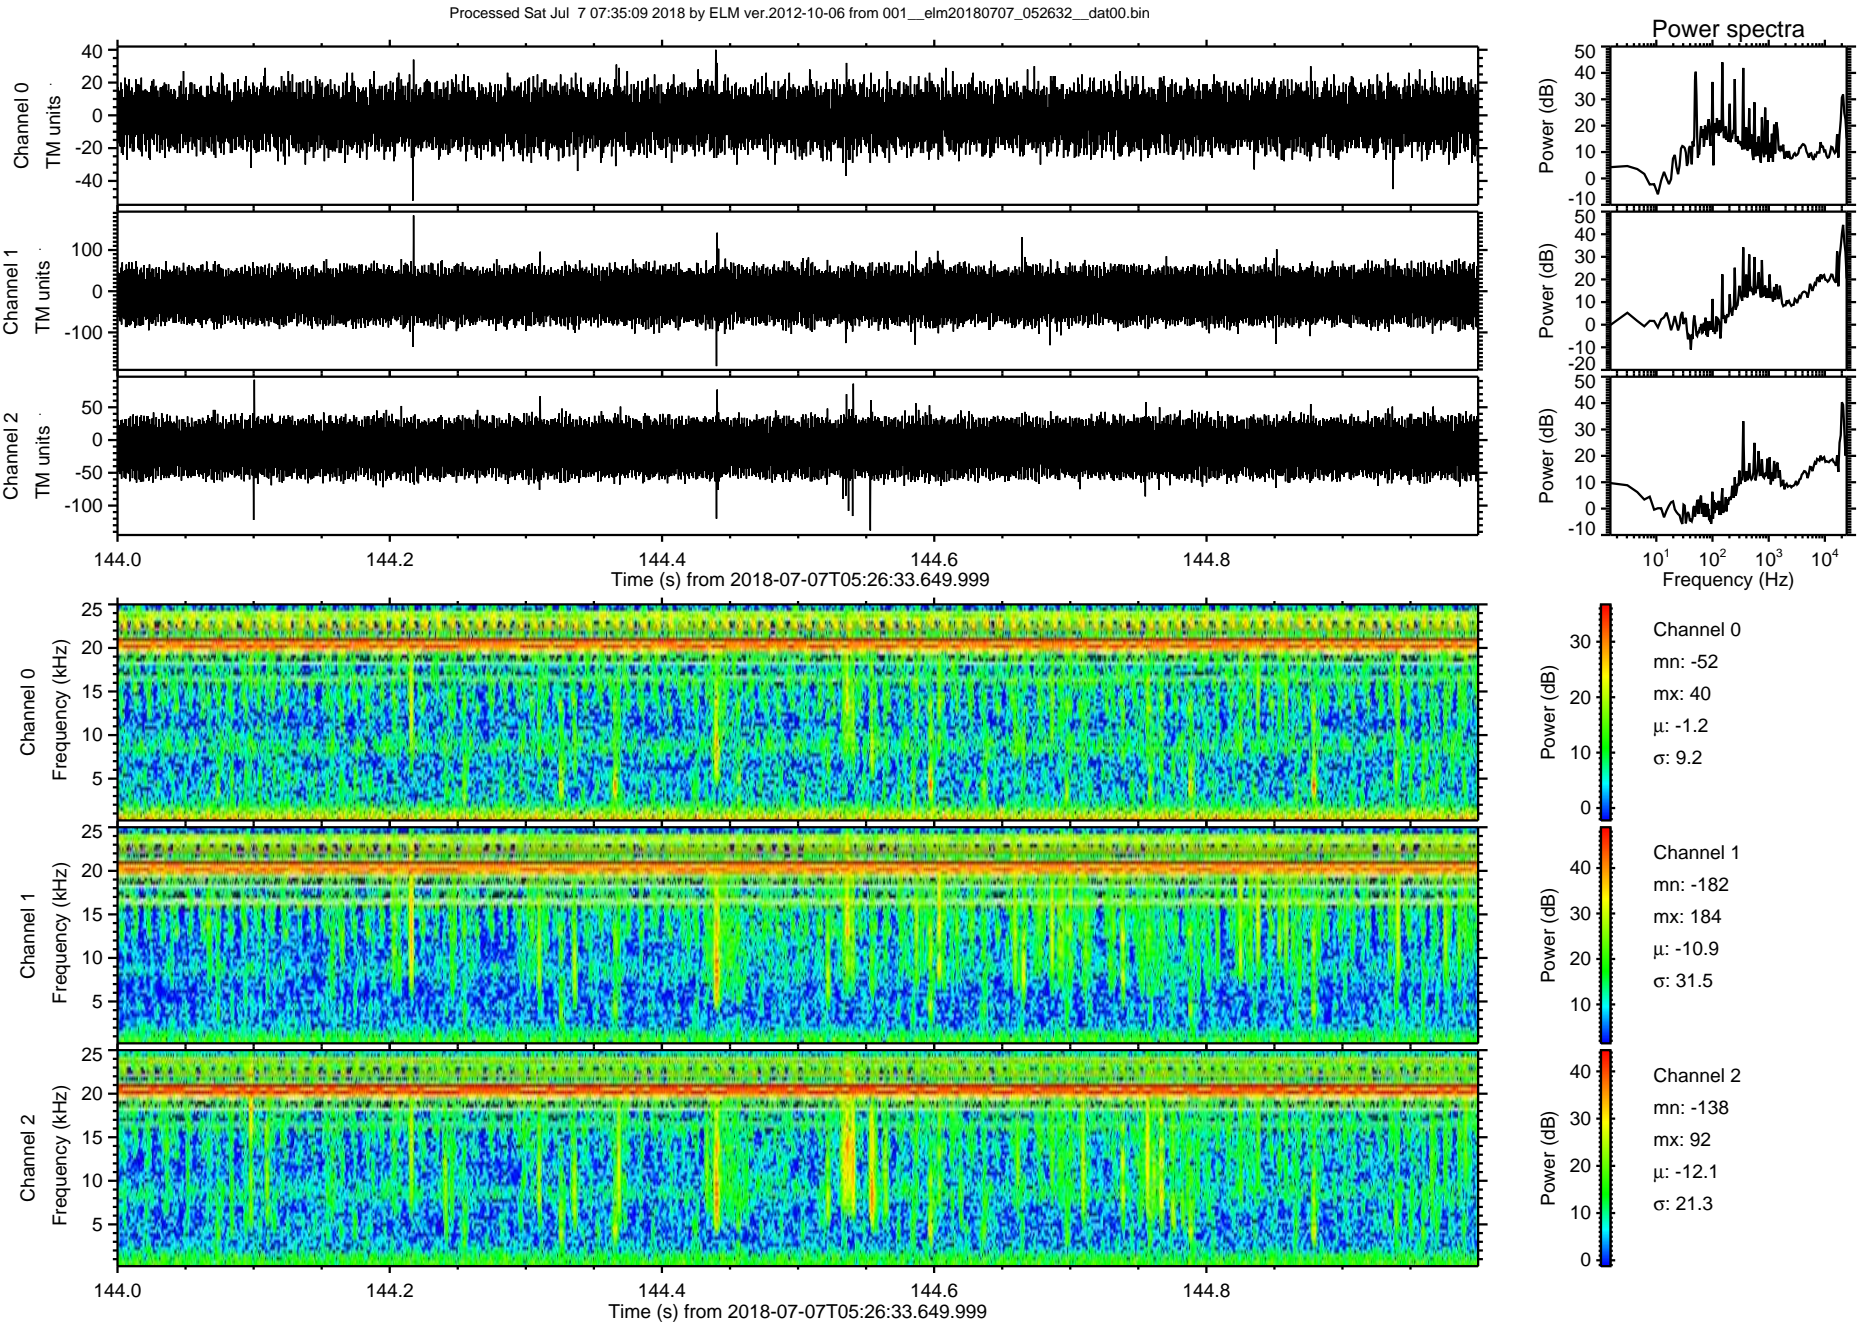 Processed Sat Jul 7 07:35:09 2018 by ELM ver.2012-10-06 from 001__elm20180707_052632__dat00.bin
Power spectra
Channel 0
TM units
40
20
0
-20
-40
Power (dB)
50
40
30
20
10
0
-10
Channel 1
TM units
100
0
-100
Power (dB)
50
40
30
20
10
0
-10
-20
Channel 2
TM units
50
0
-50
-100
Power (dB)
50
40
30
20
10
0
-10
144.0 144.2 144.4 144.6 144.8
Time (s) from 2018-07-07T05:26:33.649.999
10^1 10^2 10^3 10^4
Frequency (Hz)
Channel 0
Frequency (kHz)
25
20
15
10
5
Power (dB)
30
20
10
0
Channel 0
mn: -52
mx: 40
µ: -1.2
σ: 9.2
Channel 1
Frequency (kHz)
25
20
15
10
5
Power (dB)
40
30
20
10
Channel 1
mn: -182
mx: 184
µ: -10.9
σ: 31.5
Channel 2
Frequency (kHz)
25
20
15
10
5
Power (dB)
40
30
20
10
0
Channel 2
mn: -138
mx: 92
µ: -12.1
σ: 21.3
144.0 144.2 144.4 144.6 144.8
Time (s) from 2018-07-07T05:26:33.649.999